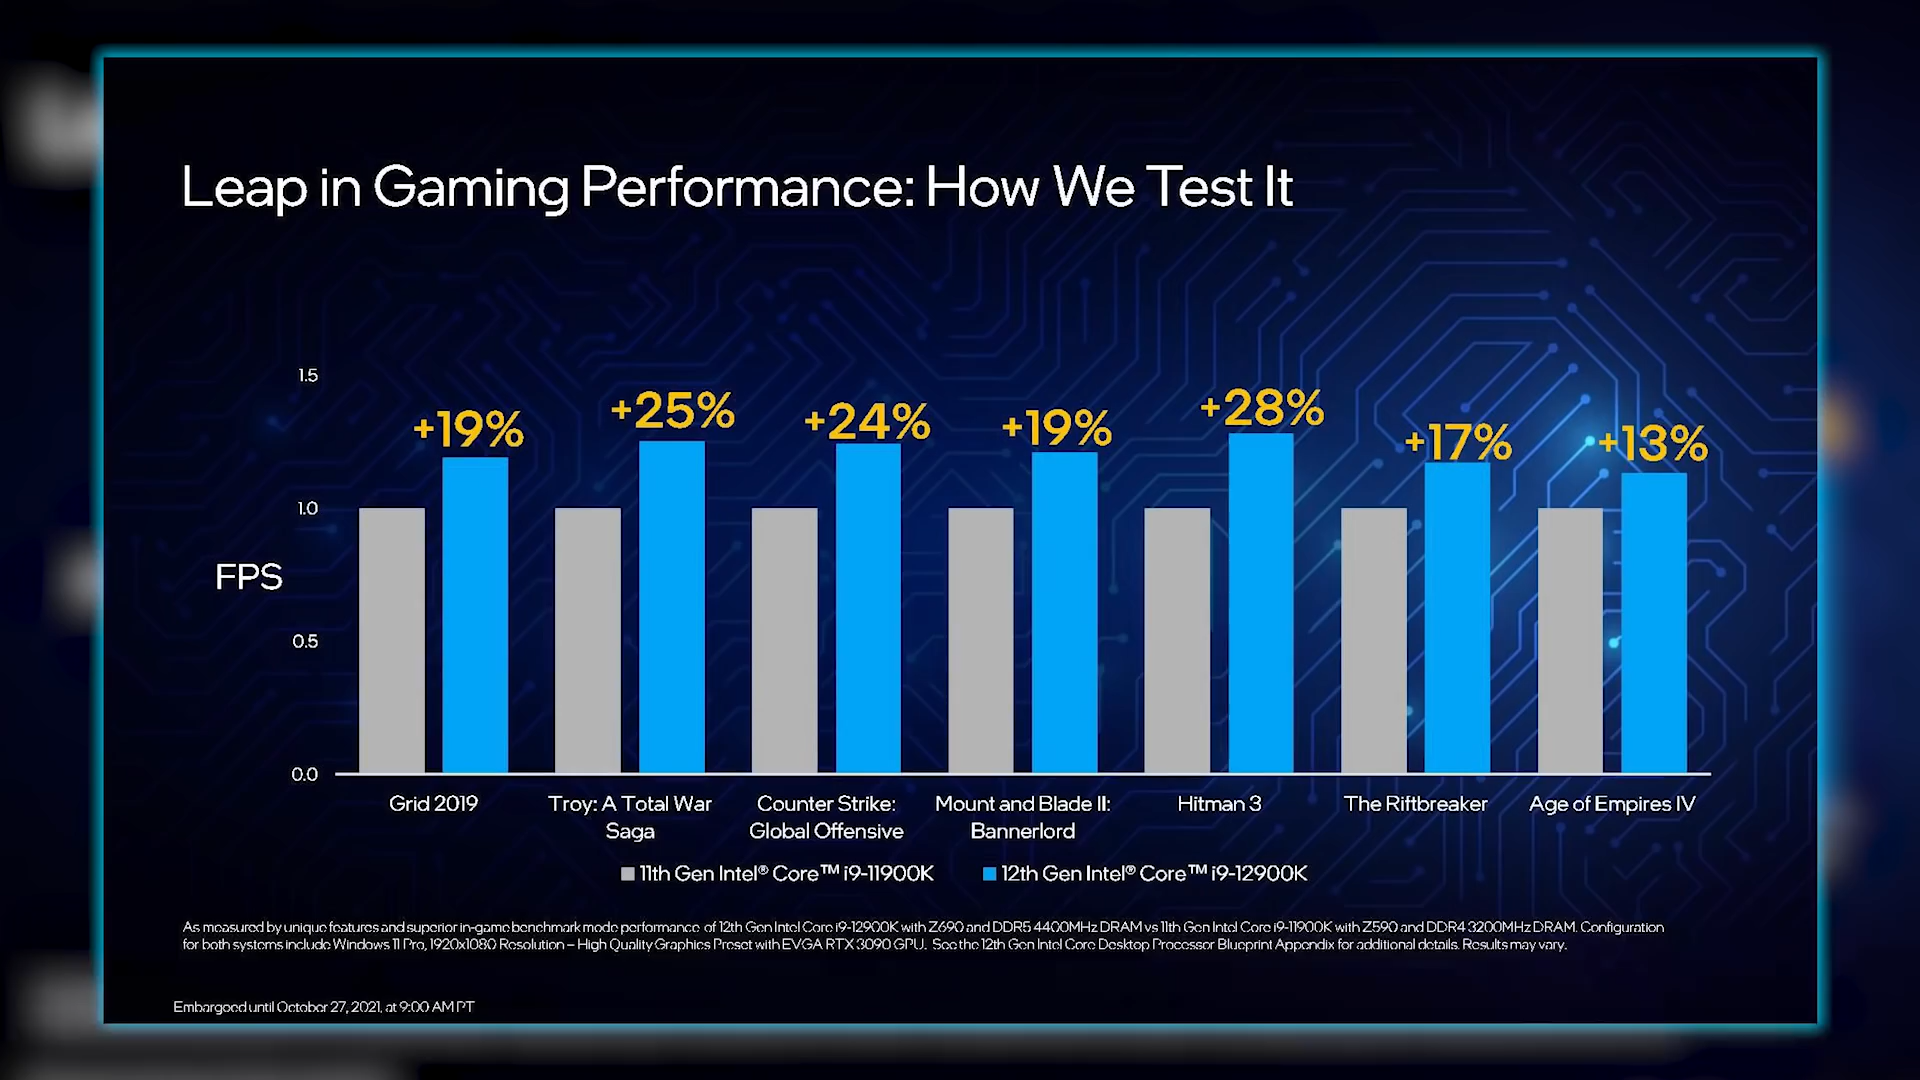 Leap in Gaming Performance: How We Test It
1.5
+19%
+25%
+24%
+19%
+28%
+17%
+13%
1.0
FPS
0.5
0.0
Grid 2019
Troy: A Total War
Saga
Counter Strike:
Global Offensive
Mount and Blade II:
Bannerlord
Hitman 3
The Riftbreaker
Age of Empires IV
11th Gen Intel® Core™ i9-11900K
12th Gen Intel® Core™ i9-12900K
As measured by unique features and superior in-game benchmark mode performance of 12th Gen Intel Core i9-12900K with Z690 and DDR5 4400MHz DRAM vs 11th Gen Intel Core i9-11900K with Z590 and DDR4 3200MHz DRAM. Configuration
for both systems include Windows 11 Pro, 1920x1080 Resolution – High Quality Graphics Preset with EVGA RTX 3090 GPU. See the 12th Gen Intel Core Desktop Processor Blueprint Appendix for additional details. Results may vary.
Embargoed until October 27, 2021, at 9:00 AM PT